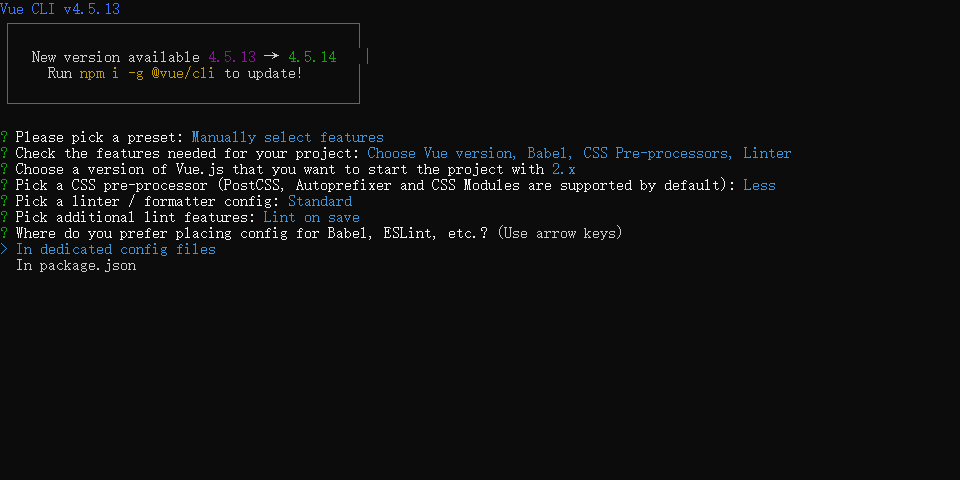 Vue CLI v4.5.13
New version available 4.5.13 → 4.5.14
Run npm i -g @vue/cli to update!
? Please pick a preset: Manually select features
? Check the features needed for your project: Choose Vue version, Babel, CSS Pre-processors, Linter
? Choose a version of Vue.js that you want to start the project with 2.x
? Pick a CSS pre-processor (PostCSS, Autoprefixer and CSS Modules are supported by default): Less
? Pick a linter / formatter config: Standard
? Pick additional lint features: Lint on save
? Where do you prefer placing config for Babel, ESLint, etc.? (Use arrow keys)
> In dedicated config files
In package.json